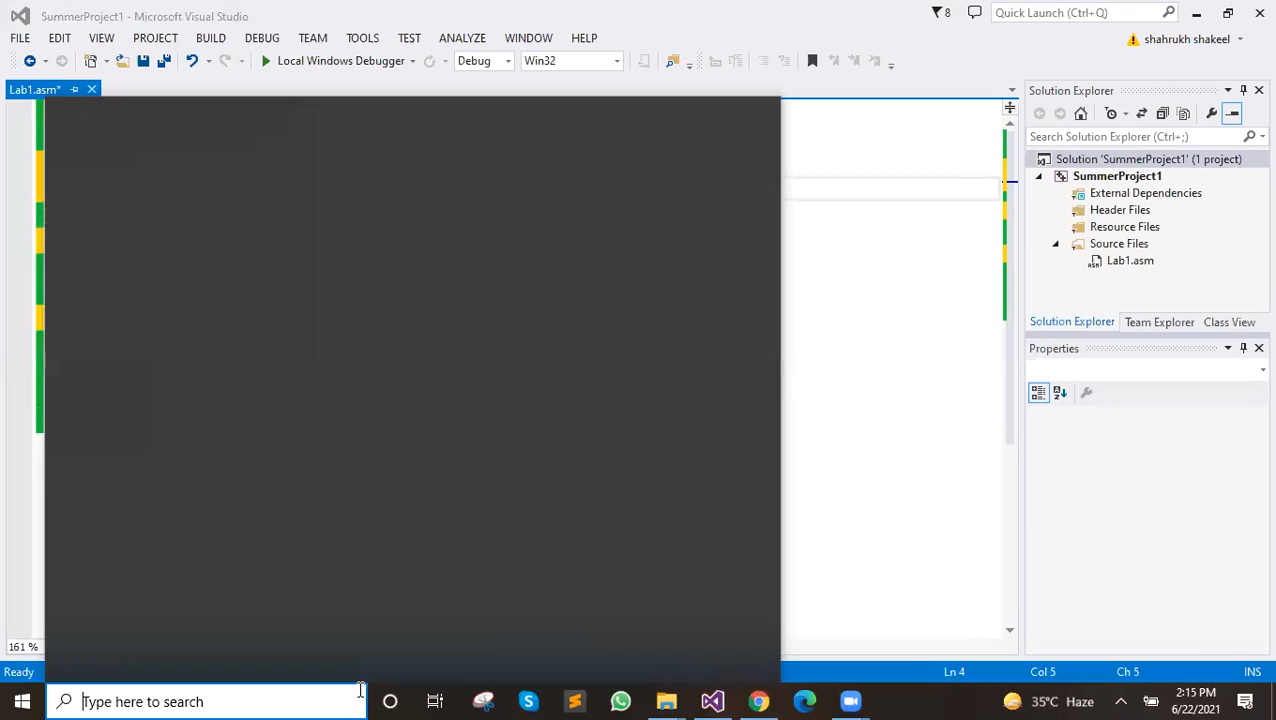 SummerProject1 - Microsoft Visual Studio
8
Quick Launch (Ctrl+Q)
FILE EDIT VIEW PROJECT BUILD DEBUG TEAM TOOLS TEST ANALYZE WINDOW HELP
shahrukh shakeel
Local Windows Debugger
Debug
Win32
Lab1.asm*
Solution Explorer
Search Solution Explorer (Ctrl+;)
Solution 'SummerProject1' (1 project)
SummerProject1
External Dependencies
Header Files
Resource Files
Source Files
Lab1.asm
Solution Explorer Team Explorer Class View
Properties
161 %
Ready
Ln 4
Col 5
Ch 5
INS
Type here to search
35°C Haze
2:15 PM
6/22/2021